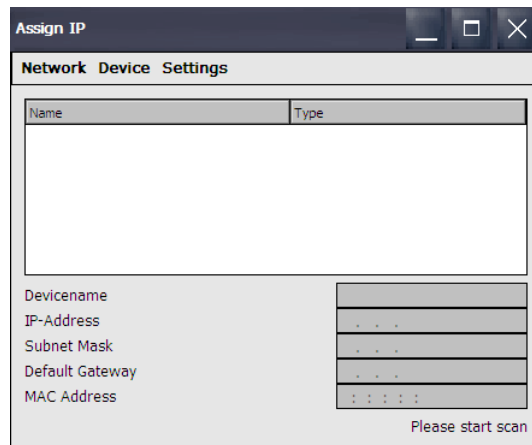 Assign IP
Network Device Settings
Name Type
Devicename
IP-Address . . .
Subnet Mask . . .
Default Gateway . . .
MAC Address : : : : :
Please start scan